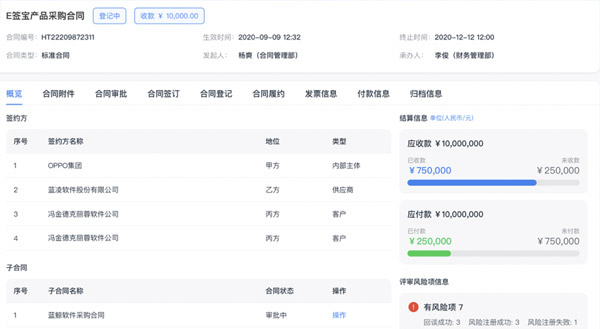 E签宝产品采购合同 登记中 收款 ¥ 10,000.00
合同编号: HT22209872311 生效时间: 2020-09-09 12:32 终止时间: 2020-12-12 12:00
合同类型: 标准合同 发起人: 杨爽（合同管理部） 承办人: 李俊（财务管理部）
概览 合同附件 合同审批 合同签订 合同登记 合同履约 发票信息 付款信息 归档信息
签约方
序号 签约方名称 地位 类型
1 OPPO集团 甲方 内部主体
2 蓝凌软件股份有限公司 乙方 供应商
3 冯金德克丽蓉软件公司 丙方 客户
4 冯金德克丽蓉软件公司 丙方 客户
子合同
序号 子合同名称 合同状态 操作
1 蓝鲸软件采购合同 审批中 操作
结算信息 单位(人民币/元)
应收款 ¥10,000,000
已收款 未收款
¥750,000 ¥250,000
应付款 ¥10,000,000
已付款 未付款
¥250,000 ¥750,000
评审风险项信息
有风险项 7
回谈成功: 3 风险注册成功: 3 风险注册失败: 1